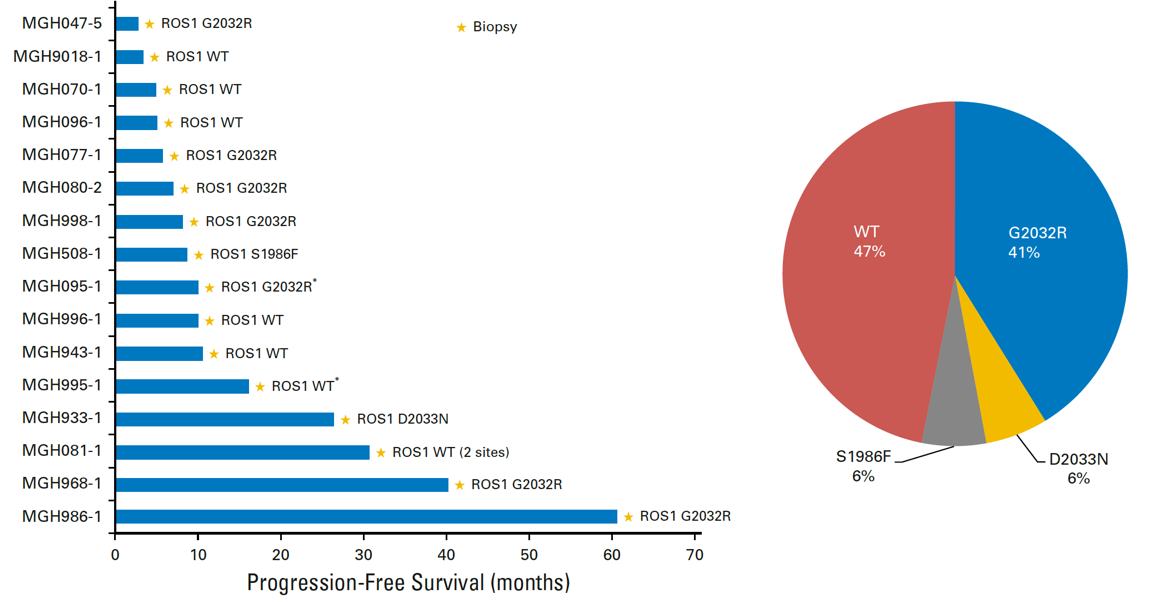 MGH047-5 ★ ROS1 G2032R
★ Biopsy
MGH9018-1 ★ ROS1 WT
MGH070-1 ★ ROS1 WT
MGH096-1 ★ ROS1 WT
MGH077-1 ★ ROS1 G2032R
MGH080-2 ★ ROS1 G2032R
MGH998-1 ★ ROS1 G2032R
MGH508-1 ★ ROS1 S1986F
MGH095-1 ★ ROS1 G2032R*
MGH996-1 ★ ROS1 WT
MGH943-1 ★ ROS1 WT
MGH995-1 ★ ROS1 WT*
MGH933-1 ★ ROS1 D2033N
MGH081-1 ★ ROS1 WT (2 sites)
MGH968-1 ★ ROS1 G2032R
MGH986-1 ★ ROS1 G2032R
0 10 20 30 40 50 60 70
Progression-Free Survival (months)
WT
47%
G2032R
41%
S1986F
6%
D2033N
6%